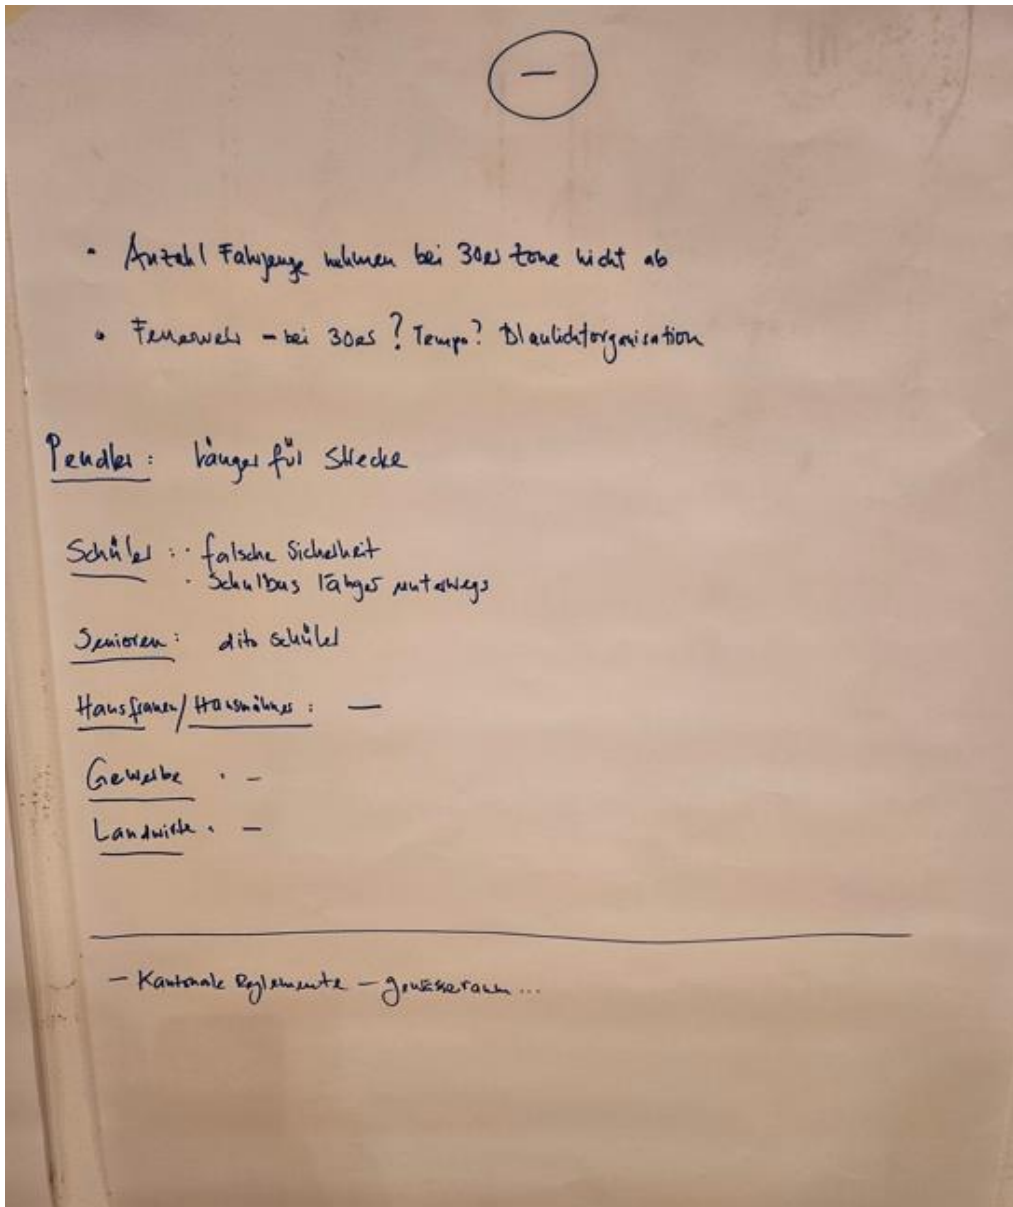 –
• Anzahl Fahrzeuge nehmen bei 30er Zone nicht ab
• Feuerwehr – bei 30er? Tempo? Blaulichtorganisation
Pendler: länger für Strecke
Schüler: · falsche Sicherheit
· Schulbus länger unterwegs
Senioren: dito Schüler
Hausfrauen/Hausmänner: –
Gewerbe · –
Landwirte. –
– Kantonale Reglemente – Gewässerraum...